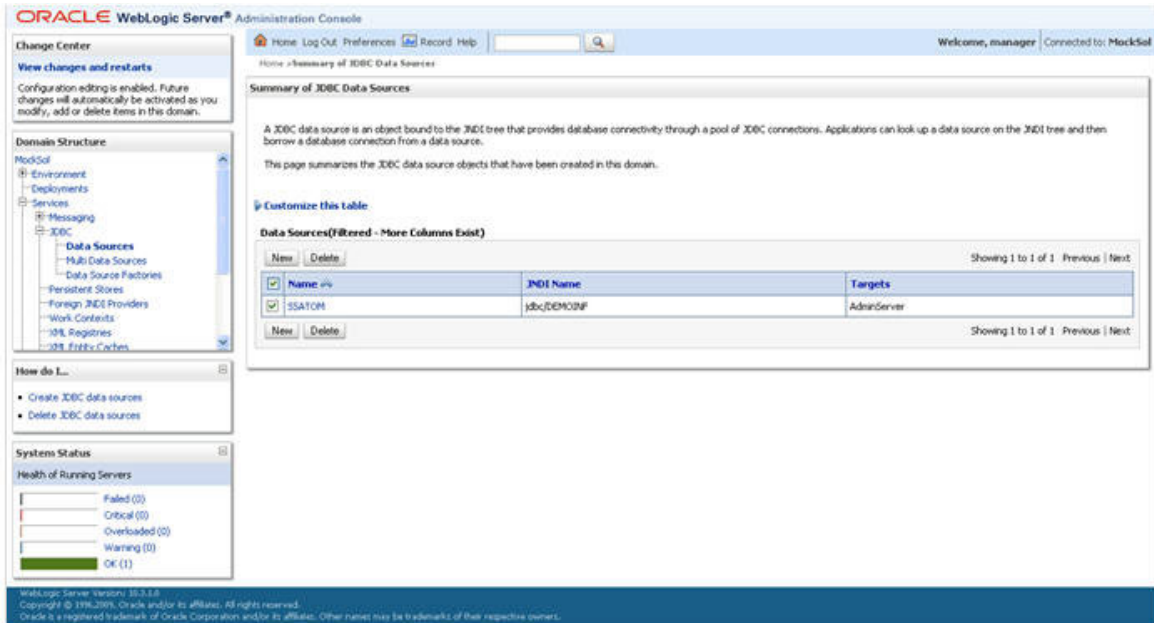 ORACLE WebLogic Server® Administration Console
Change Center
View changes and restarts
Configuration editing is enabled. Future
changes will automatically be activated as you
modify, add or delete items in this domain.
Domain Structure
MockSol
Environment
Deployments
Services
Messaging
JDBC
Data Sources
Multi Data Sources
Data Source Factories
Persistent Stores
Foreign JNDI Providers
Work Contexts
XML Registries
XML Entity Caches
How do I...
Create JDBC data sources
Delete JDBC data sources
System Status
Health of Running Servers
Failed (0)
Critical (0)
Overloaded (0)
Warning (0)
OK (1)
Home Log Out Preferences Record Help
Welcome, manager Connected to: MockSol
Home >Summary of JDBC Data Sources
Summary of JDBC Data Sources
A JDBC data source is an object bound to the JNDI tree that provides database connectivity through a pool of JDBC connections. Applications can look up a data source on the JNDI tree and then
borrow a database connection from a data source.
This page summarizes the JDBC data source objects that have been created in this domain.
Customize this table
Data Sources(Filtered - More Columns Exist)
New Delete Showing 1 to 1 of 1 Previous | Next
Name JNDI Name Targets
SSATOM jdbc/DEMOINF AdminServer
New Delete Showing 1 to 1 of 1 Previous | Next
WebLogic Server Version: 10.3.1.0
Copyright © 1996,2009, Oracle and/or its affiliates. All rights reserved.
Oracle is a registered trademark of Oracle Corporation and/or its affiliates. Other names may be trademarks of their respective owners.